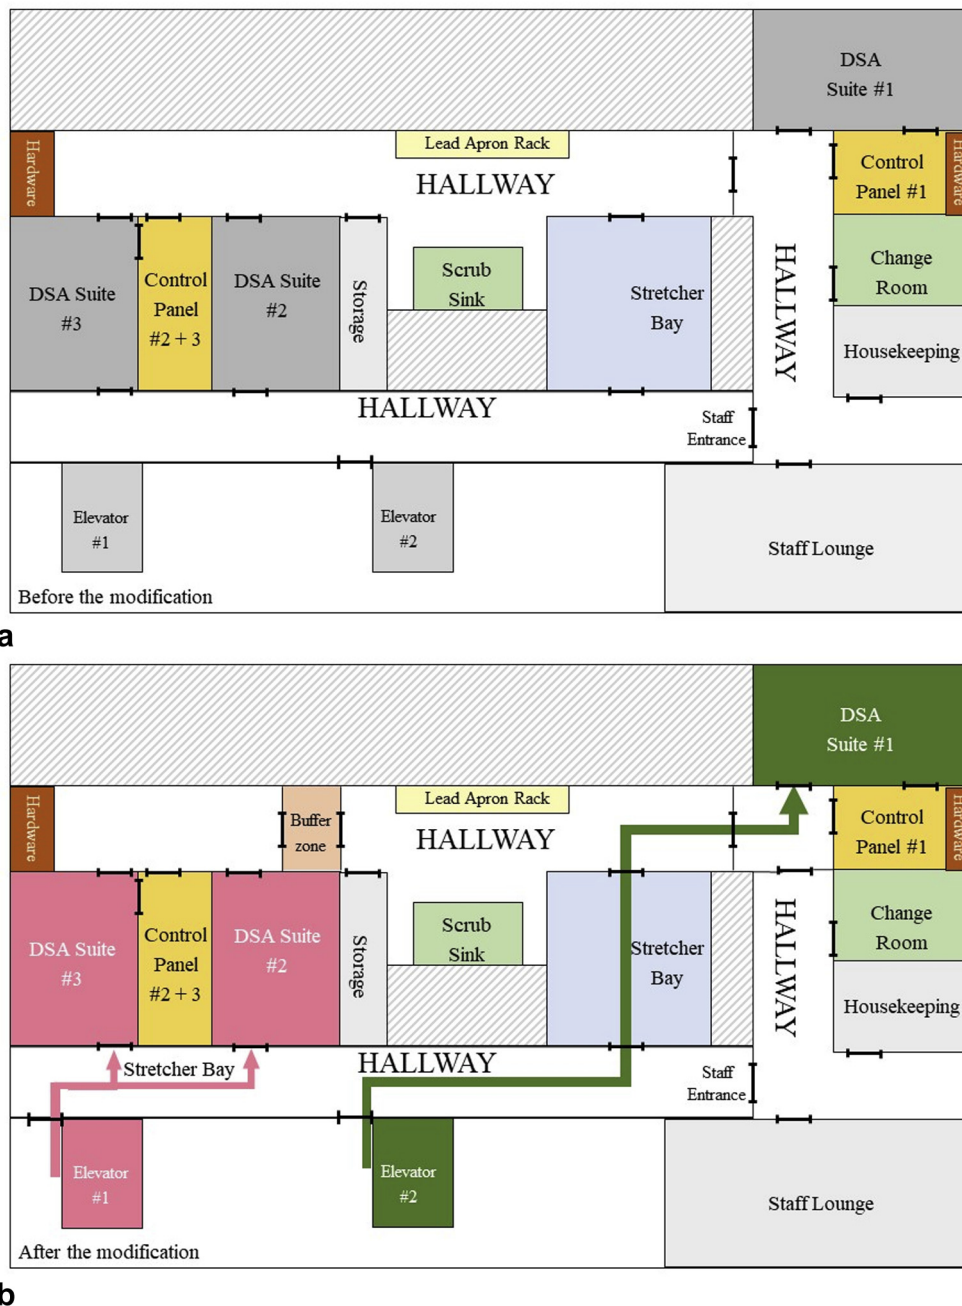 DSA
Suite #1
Hardware
Lead Apron Rack
HALLWAY
Control
Panel #1
Hardware
DSA Suite
#3
Control
Panel
#2 + 3
DSA Suite
#2
Storage
Scrub
Sink
Stretcher
Bay
HALLWAY
Change
Room
Housekeeping
HALLWAY
Staff
Entrance
Elevator
#1
Elevator
#2
Staff Lounge
Before the modification
a
DSA
Suite #1
Hardware
Buffer
zone
Lead Apron Rack
HALLWAY
Control
Panel #1
Hardware
DSA Suite
#3
Control
Panel
#2 + 3
DSA Suite
#2
Storage
Scrub
Sink
Stretcher
Bay
HALLWAY
Change
Room
Housekeeping
Stretcher Bay
HALLWAY
Staff
Entrance
Elevator
#1
Elevator
#2
Staff Lounge
After the modification
b